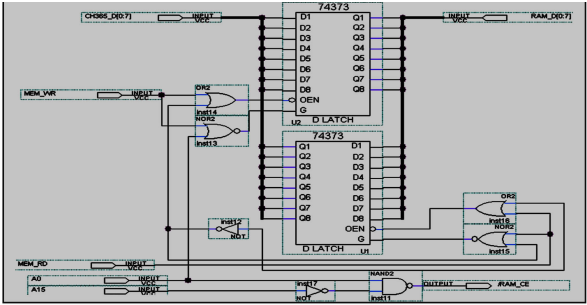 CH365_D[0:7] INPUT VCC
74373
D1 Q1
D2 Q2
D3 Q3
D4 Q4
D5 Q5
D6 Q6
D7 Q7
D8 Q8
OEN
G
U2 D LATCH
INPUT VCC RAM_D[0:7]
MEM_WR INPUT VCC
OR2
inst14
NOR2
inst13
74373
Q1 D1
Q2 D2
Q3 D3
Q4 D4
Q5 D5
Q6 D6
Q7 D7
Q8 D8
OEN
G
D LATCH U1
inst12
NOT
OR2
inst16
NOR2
inst15
MEM_RD INPUT VCC
A0 INPUT VCC
A15 INPUT VCC
inst17
NOT
NAND2
inst11
OUTPUT /RAM_CE